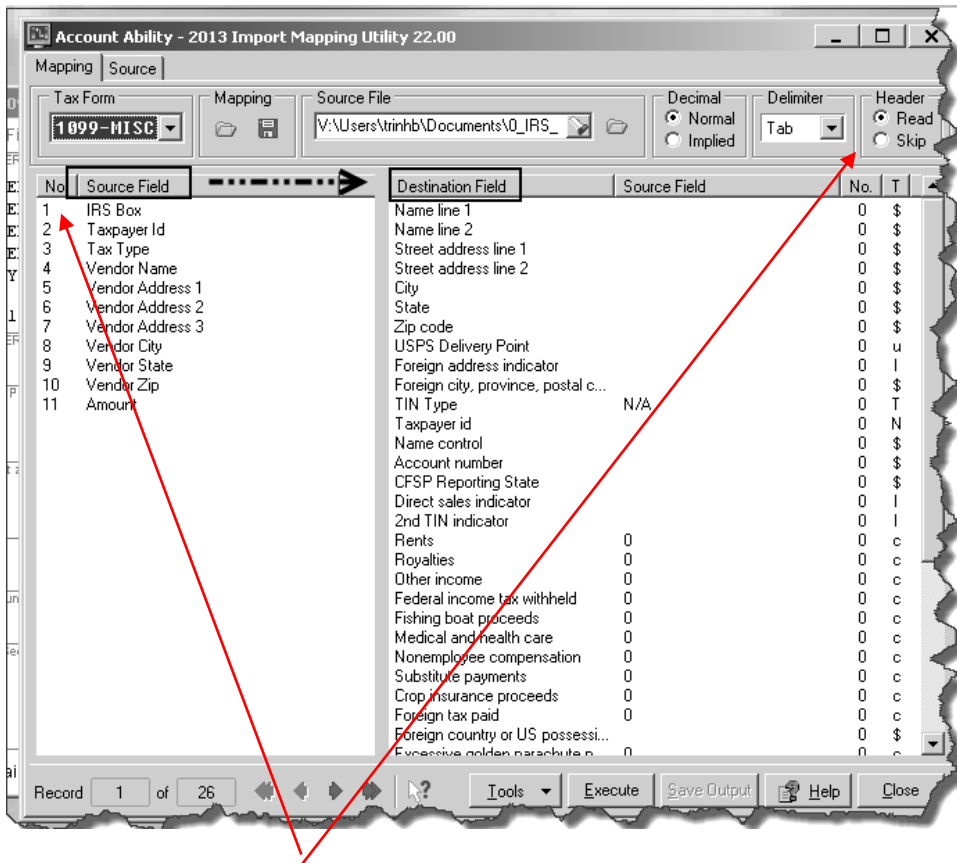 Account Ability - 2013 Import Mapping Utility 22.00
Mapping Source
Tax Form Mapping Source File Decimal Delimiter Header
1099-MISC V:\Users\trinhb\Documents\0_IRS_ Normal Implied Tab Read Skip
No Source Field Destination Field Source Field No. T
1 IRS Box Name line 1 0 $
2 Taxpayer Id Name line 2 0 $
3 Tax Type Street address line 1 0 $
4 Vendor Name Street address line 2 0 $
5 Vendor Address 1 City 0 $
6 Vendor Address 2 State 0 $
7 Vendor Address 3 Zip code 0 $
8 Vendor City USPS Delivery Point 0 u
9 Vendor State Foreign address indicator 0 I
10 Vendor Zip Foreign city, province, postal c... 0 $
11 Amount TIN Type N/A 0 T
Taxpayer id 0 N
Name control 0 $
Account number 0 $
CFSP Reporting State 0 $
Direct sales indicator 0 I
2nd TIN indicator 0 I
Rents 0 0 c
Royalties 0 0 c
Other income 0 0 c
Federal income tax withheld 0 0 c
Fishing boat proceeds 0 0 c
Medical and health care 0 0 c
Nonemployee compensation 0 0 c
Substitute payments 0 0 c
Crop insurance proceeds 0 0 c
Foreign tax paid 0 0 c
Foreign country or US possessi... 0 $
Excessive golden parachute p... 0 0 c
Record 1 of 26 Tools Execute Save Output Help Close